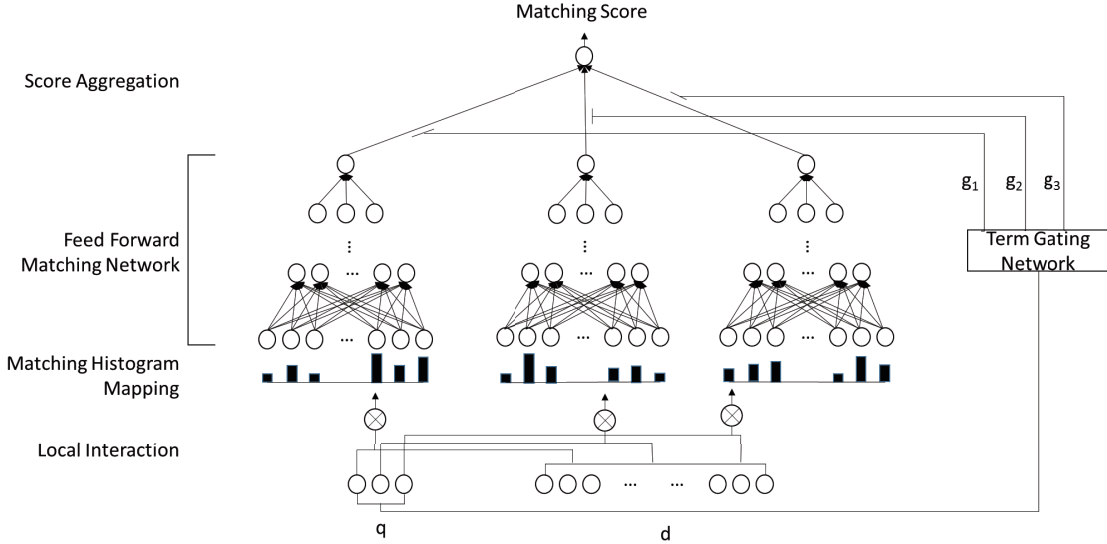 Matching Score
Score Aggregation
g1
g2
g3
Feed Forward
Matching Network
Term Gating
Network
...
...
...
...
...
...
...
...
...
Matching Histogram
Mapping
Local Interaction
...
...
q
d